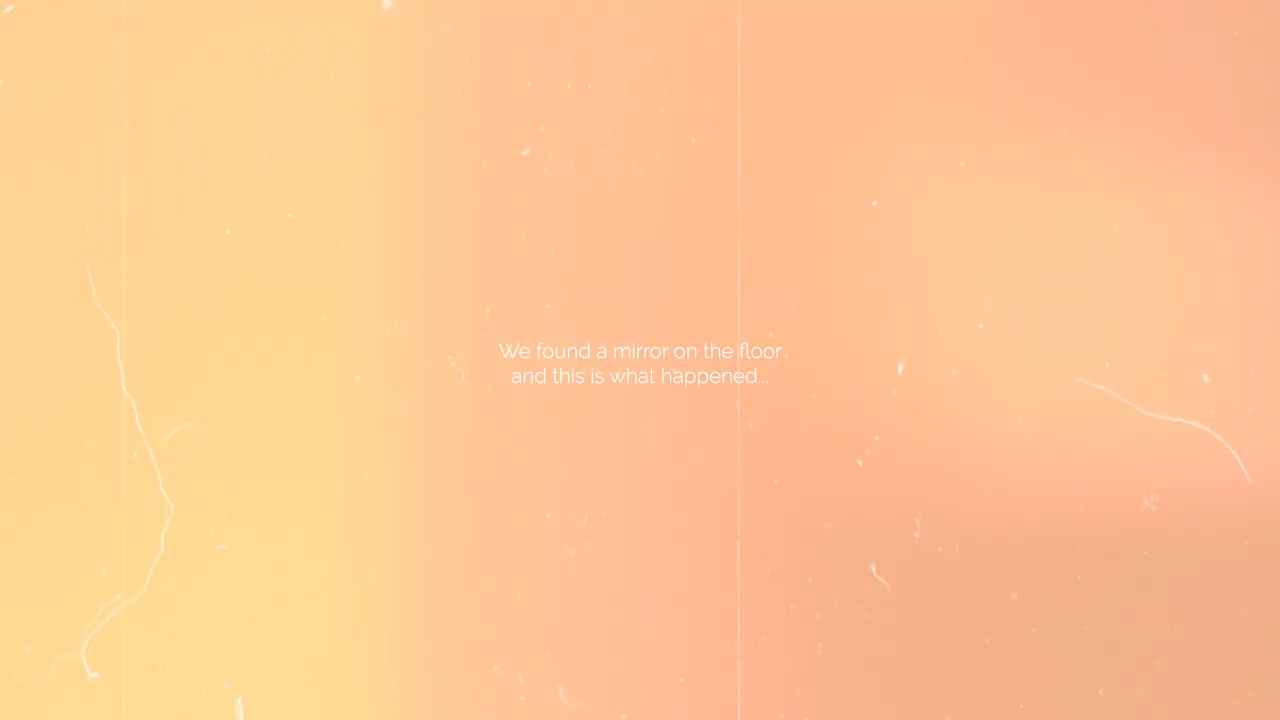 We found a mirror on the floor
and this is what happened...